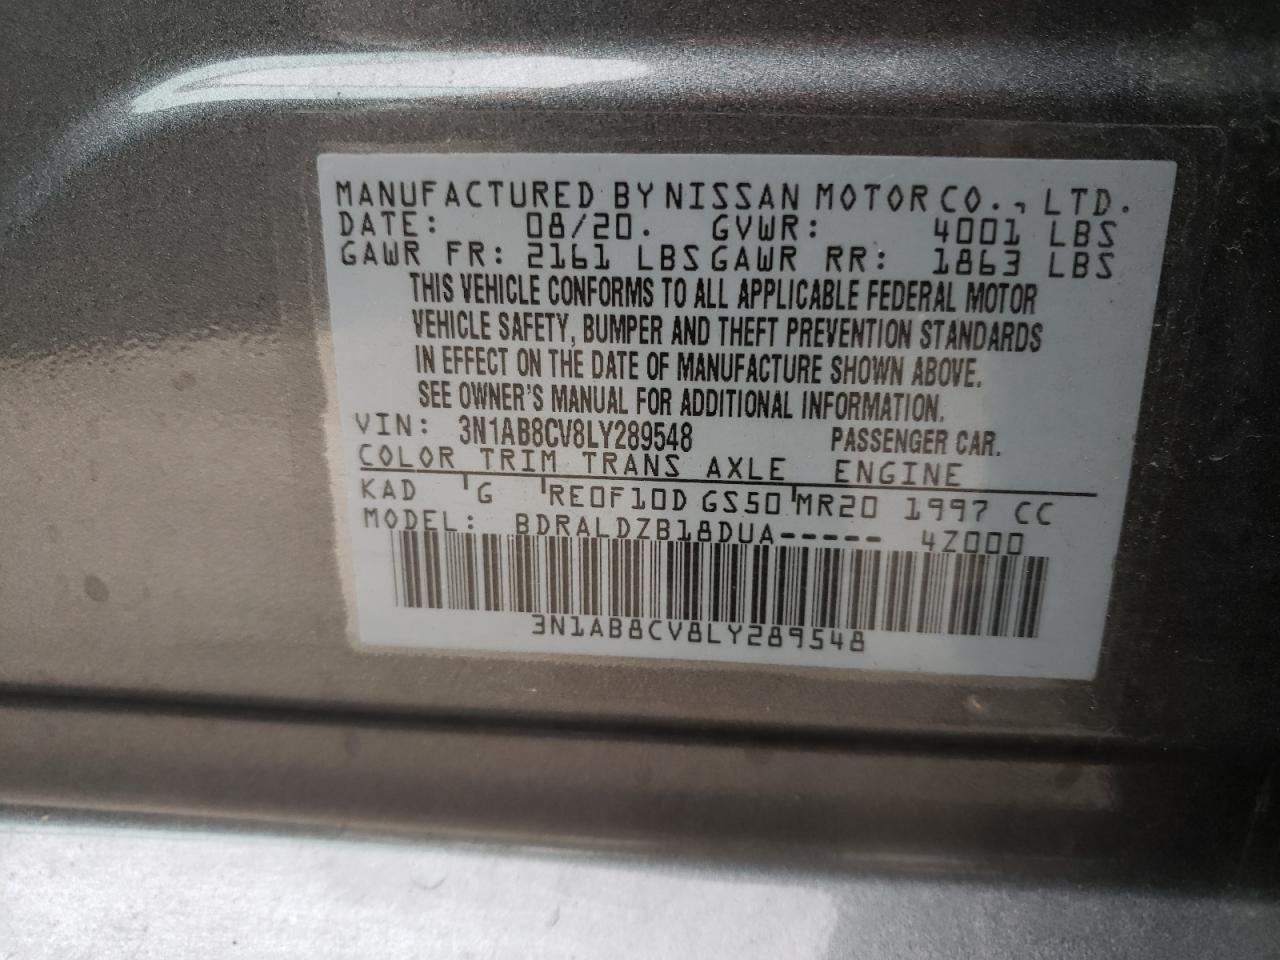 MANUFACTURED BY NISSAN MOTOR CO., LTD.
DATE: 08/20. GVWR: 4001 LBS
GAWR FR: 2161 LBS GAWR RR: 1863 LBS
THIS VEHICLE CONFORMS TO ALL APPLICABLE FEDERAL MOTOR
VEHICLE SAFETY, BUMPER AND THEFT PREVENTION STANDARDS
IN EFFECT ON THE DATE OF MANUFACTURE SHOWN ABOVE.
SEE OWNER'S MANUAL FOR ADDITIONAL INFORMATION.
VIN: 3N1AB8CV8LY289548 PASSENGER CAR.
COLOR TRIM TRANS AXLE ENGINE
KAD G RE0F10D GS50 MR20 1997 CC
MODEL: BDRALDZB18DUA----- 4Z000
3N1AB8CV8LY289548